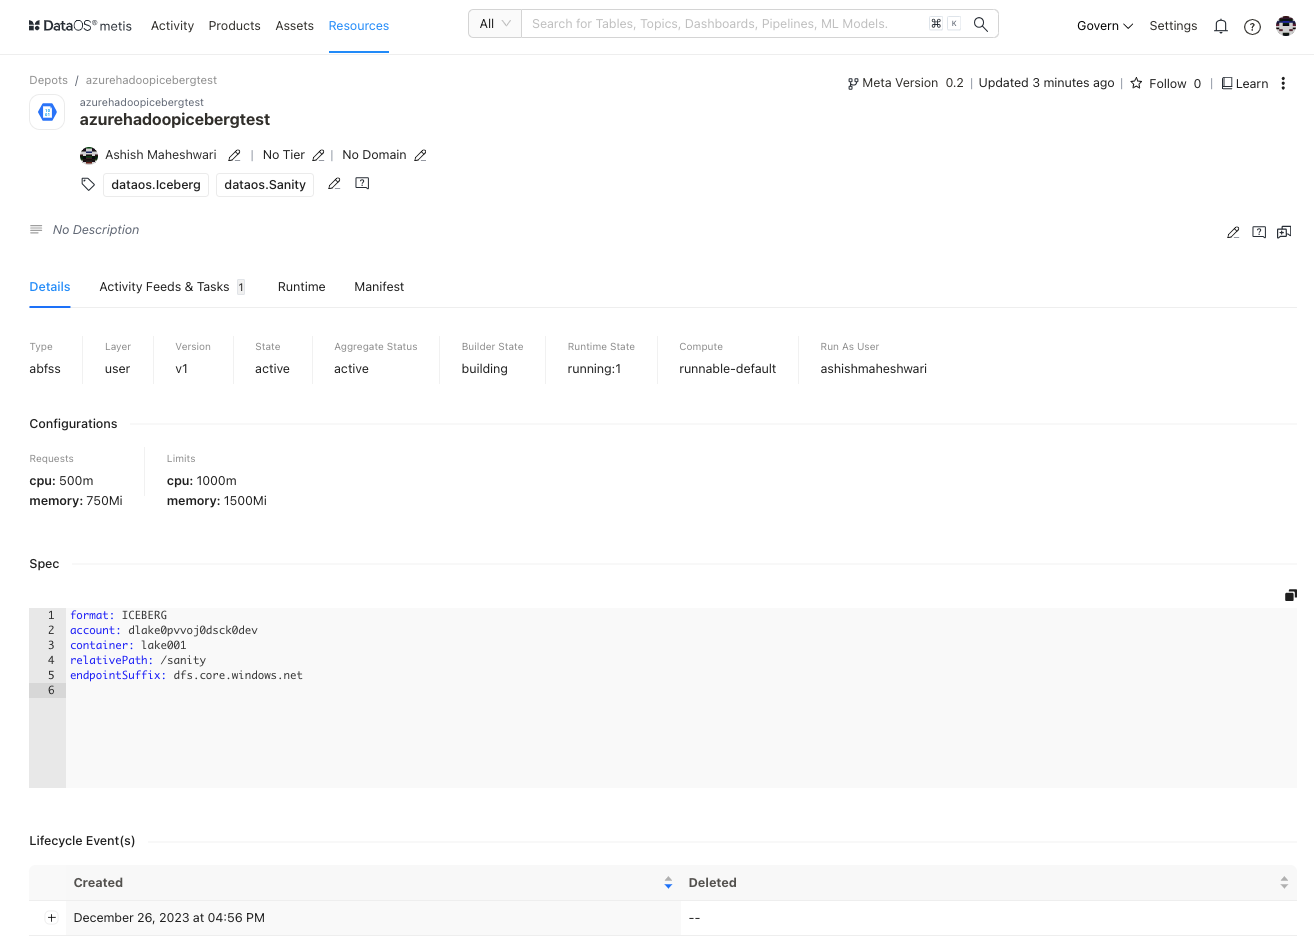 DataOS® metis Activity Products Assets Resources All Search for Tables, Topics, Dashboards, Pipelines, ML Models. ⌘ K Govern Settings
Depots / azurehadoopicebergtest
Meta Version 0.2 | Updated 3 minutes ago | Follow 0 | Learn
azurehadoopicebergtest
azurehadoopicebergtest
Ashish Maheshwari | No Tier | No Domain
dataos.Iceberg dataos.Sanity
No Description
Details Activity Feeds & Tasks 1 Runtime Manifest
Type Layer Version State Aggregate Status Builder State Runtime State Compute Run As User
abfss user v1 active active building running:1 runnable-default ashishmaheshwari
Configurations
Requests Limits
cpu: 500m cpu: 1000m
memory: 750Mi memory: 1500Mi
Spec
1 format: ICEBERG
2 account: dlake0pvvoj0dsck0dev
3 container: lake001
4 relativePath: /sanity
5 endpointSuffix: dfs.core.windows.net
6
Lifecycle Event(s)
Created Deleted
+ December 26, 2023 at 04:56 PM --